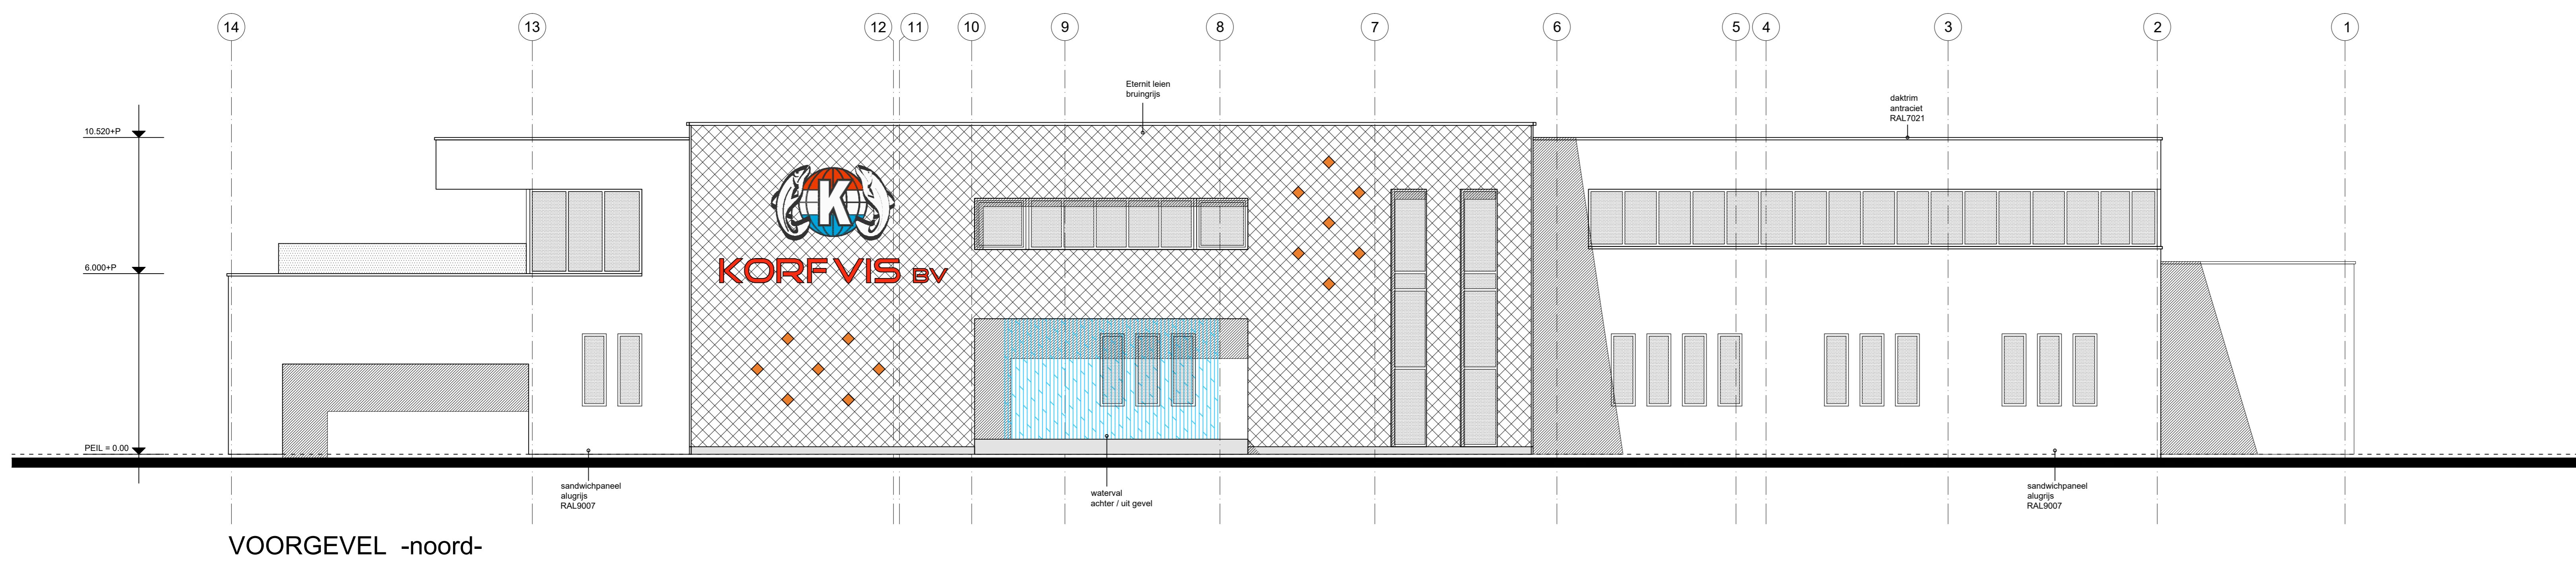 14
13
12
11
10
9
8
7
6
5
4
3
2
1
Eternit leien
bruingrijs
daktrim
antraciet
RAL7021
10.520+P
K
6.000+P
KORF VIS BV
PEIL = 0.00
sandwichpaneel
alugrijs
RAL9007
waterval
achter / uit gevel
sandwichpaneel
alugrijs
RAL9007
VOORGEVEL -noord-